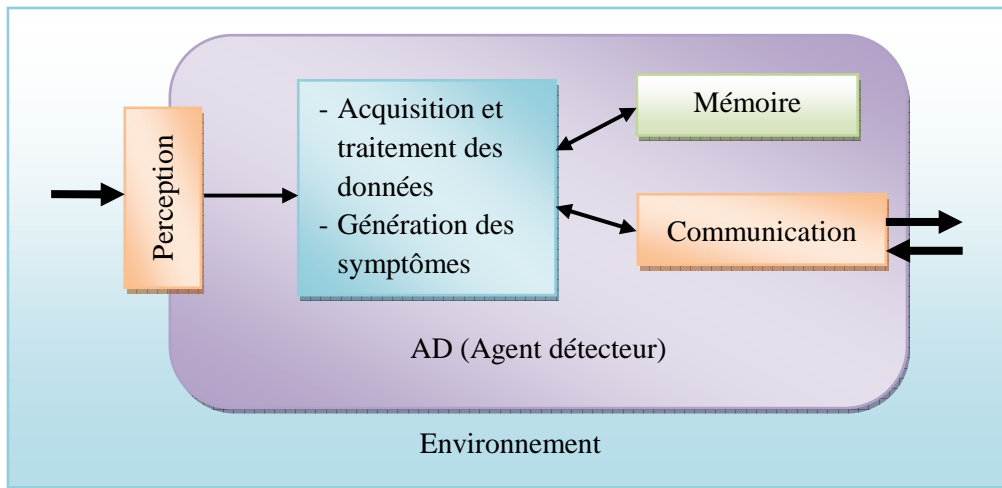 Perception
- Acquisition et
traitement des
données
- Génération des
symptômes
Mémoire
Communication
AD (Agent détecteur)
Environnement